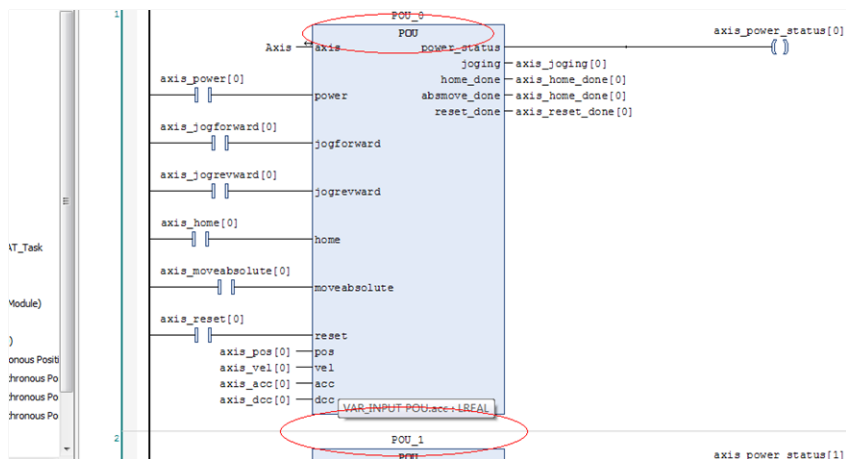 1
POU_0
POU
axis_power_status[0]
Axis axis power_status
joging axis_joging[0]
axis_power[0] home_done axis_home_done[0]
power absmove_done axis_home_done[0]
reset_done axis_reset_done[0]
axis_jogforward[0]
jogforward
axis_jogrevward[0]
jogrevward
axis_home[0]
home
AT_Task
axis_moveabsolute[0]
moveabsolute
Module)
axis_reset[0]
reset
)
axis_pos[0] pos
onous Positi
axis_vel[0] vel
chronous Po
axis_acc[0] acc
chronous Po
axis_dcc[0] dcc
VAR_INPUT POU.acc : LREAL
chronous Po
2
POU_1
POU
axis_power_status[1]